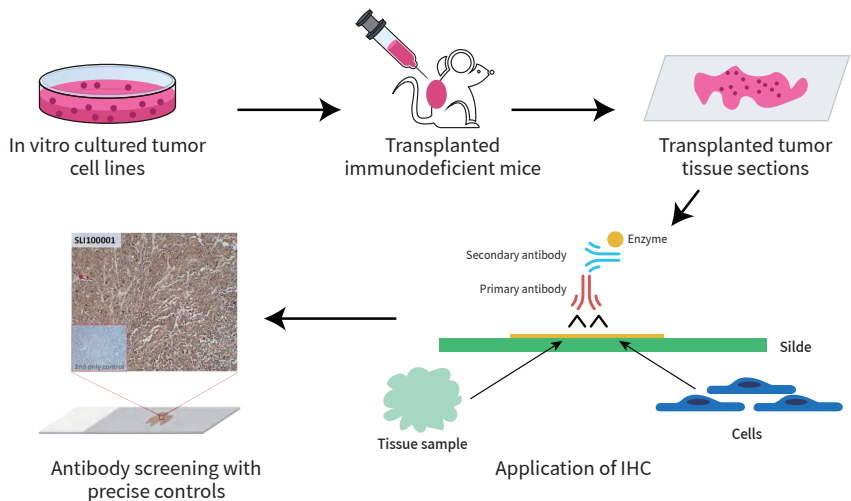 In vitro cultured tumor
cell lines
Transplanted
immunodeficient mice
Transplanted tumor
tissue sections
SLI100001
2nd only control
Antibody screening with
precise controls
Enzyme
Secondary antibody
Primary antibody
Silde
Tissue sample
Cells
Application of IHC